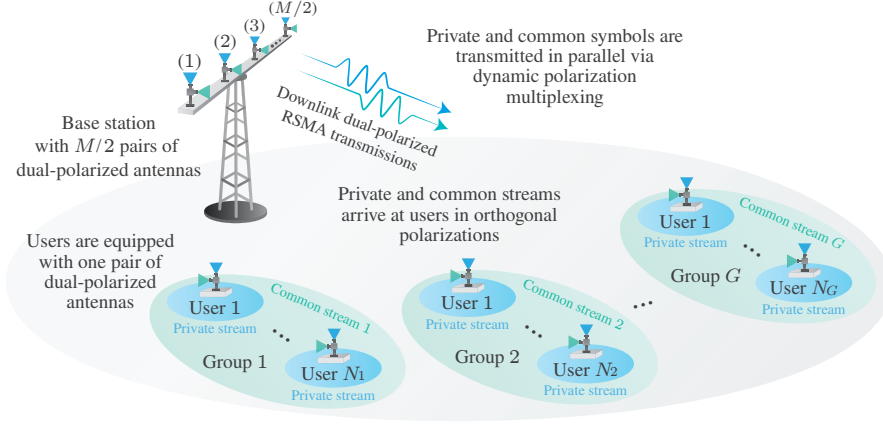 (1)
(2)
(3)
(M/2)
Private and common symbols are
transmitted in parallel via
dynamic polarization
multiplexing
Downlink dual-polarized
RSMA transmissions
Base station
with M/2 pairs of
dual-polarized antennas
Private and common streams
arrive at users in orthogonal
polarizations
Users are equipped
with one pair of
dual-polarized
antennas
User 1
Private stream
Common stream 1
Group 1
User N₁
Private stream
User 1
Private stream
Common stream 2
Group 2
User N₂
Private stream
User 1
Private stream
Common stream G
Group G
User N_G
Private stream